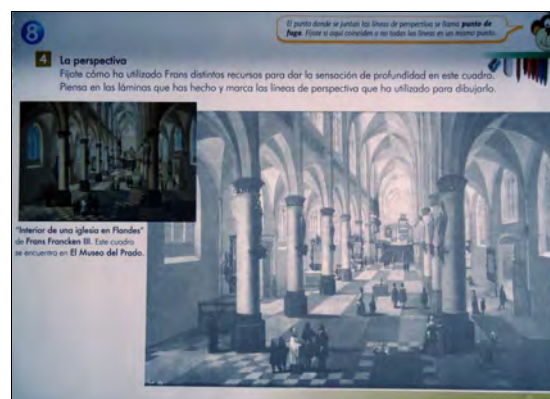 8
El punto donde se juntan las líneas de perspectiva se llama punto de
fuga. Fíjate si aquí coinciden o no todas las líneas en un mismo punto.
4 La perspectiva
Fíjate cómo ha utilizado Frans distintos recursos para dar la sensación de profundidad en este cuadro.
Piensa en las láminas que has hecho y marca las líneas de perspectiva que ha utilizado para dibujarlo.
"Interior de una iglesia en Flandes"
de Frans Francken III. Este cuadro
se encuentra en El Museo del Prado.